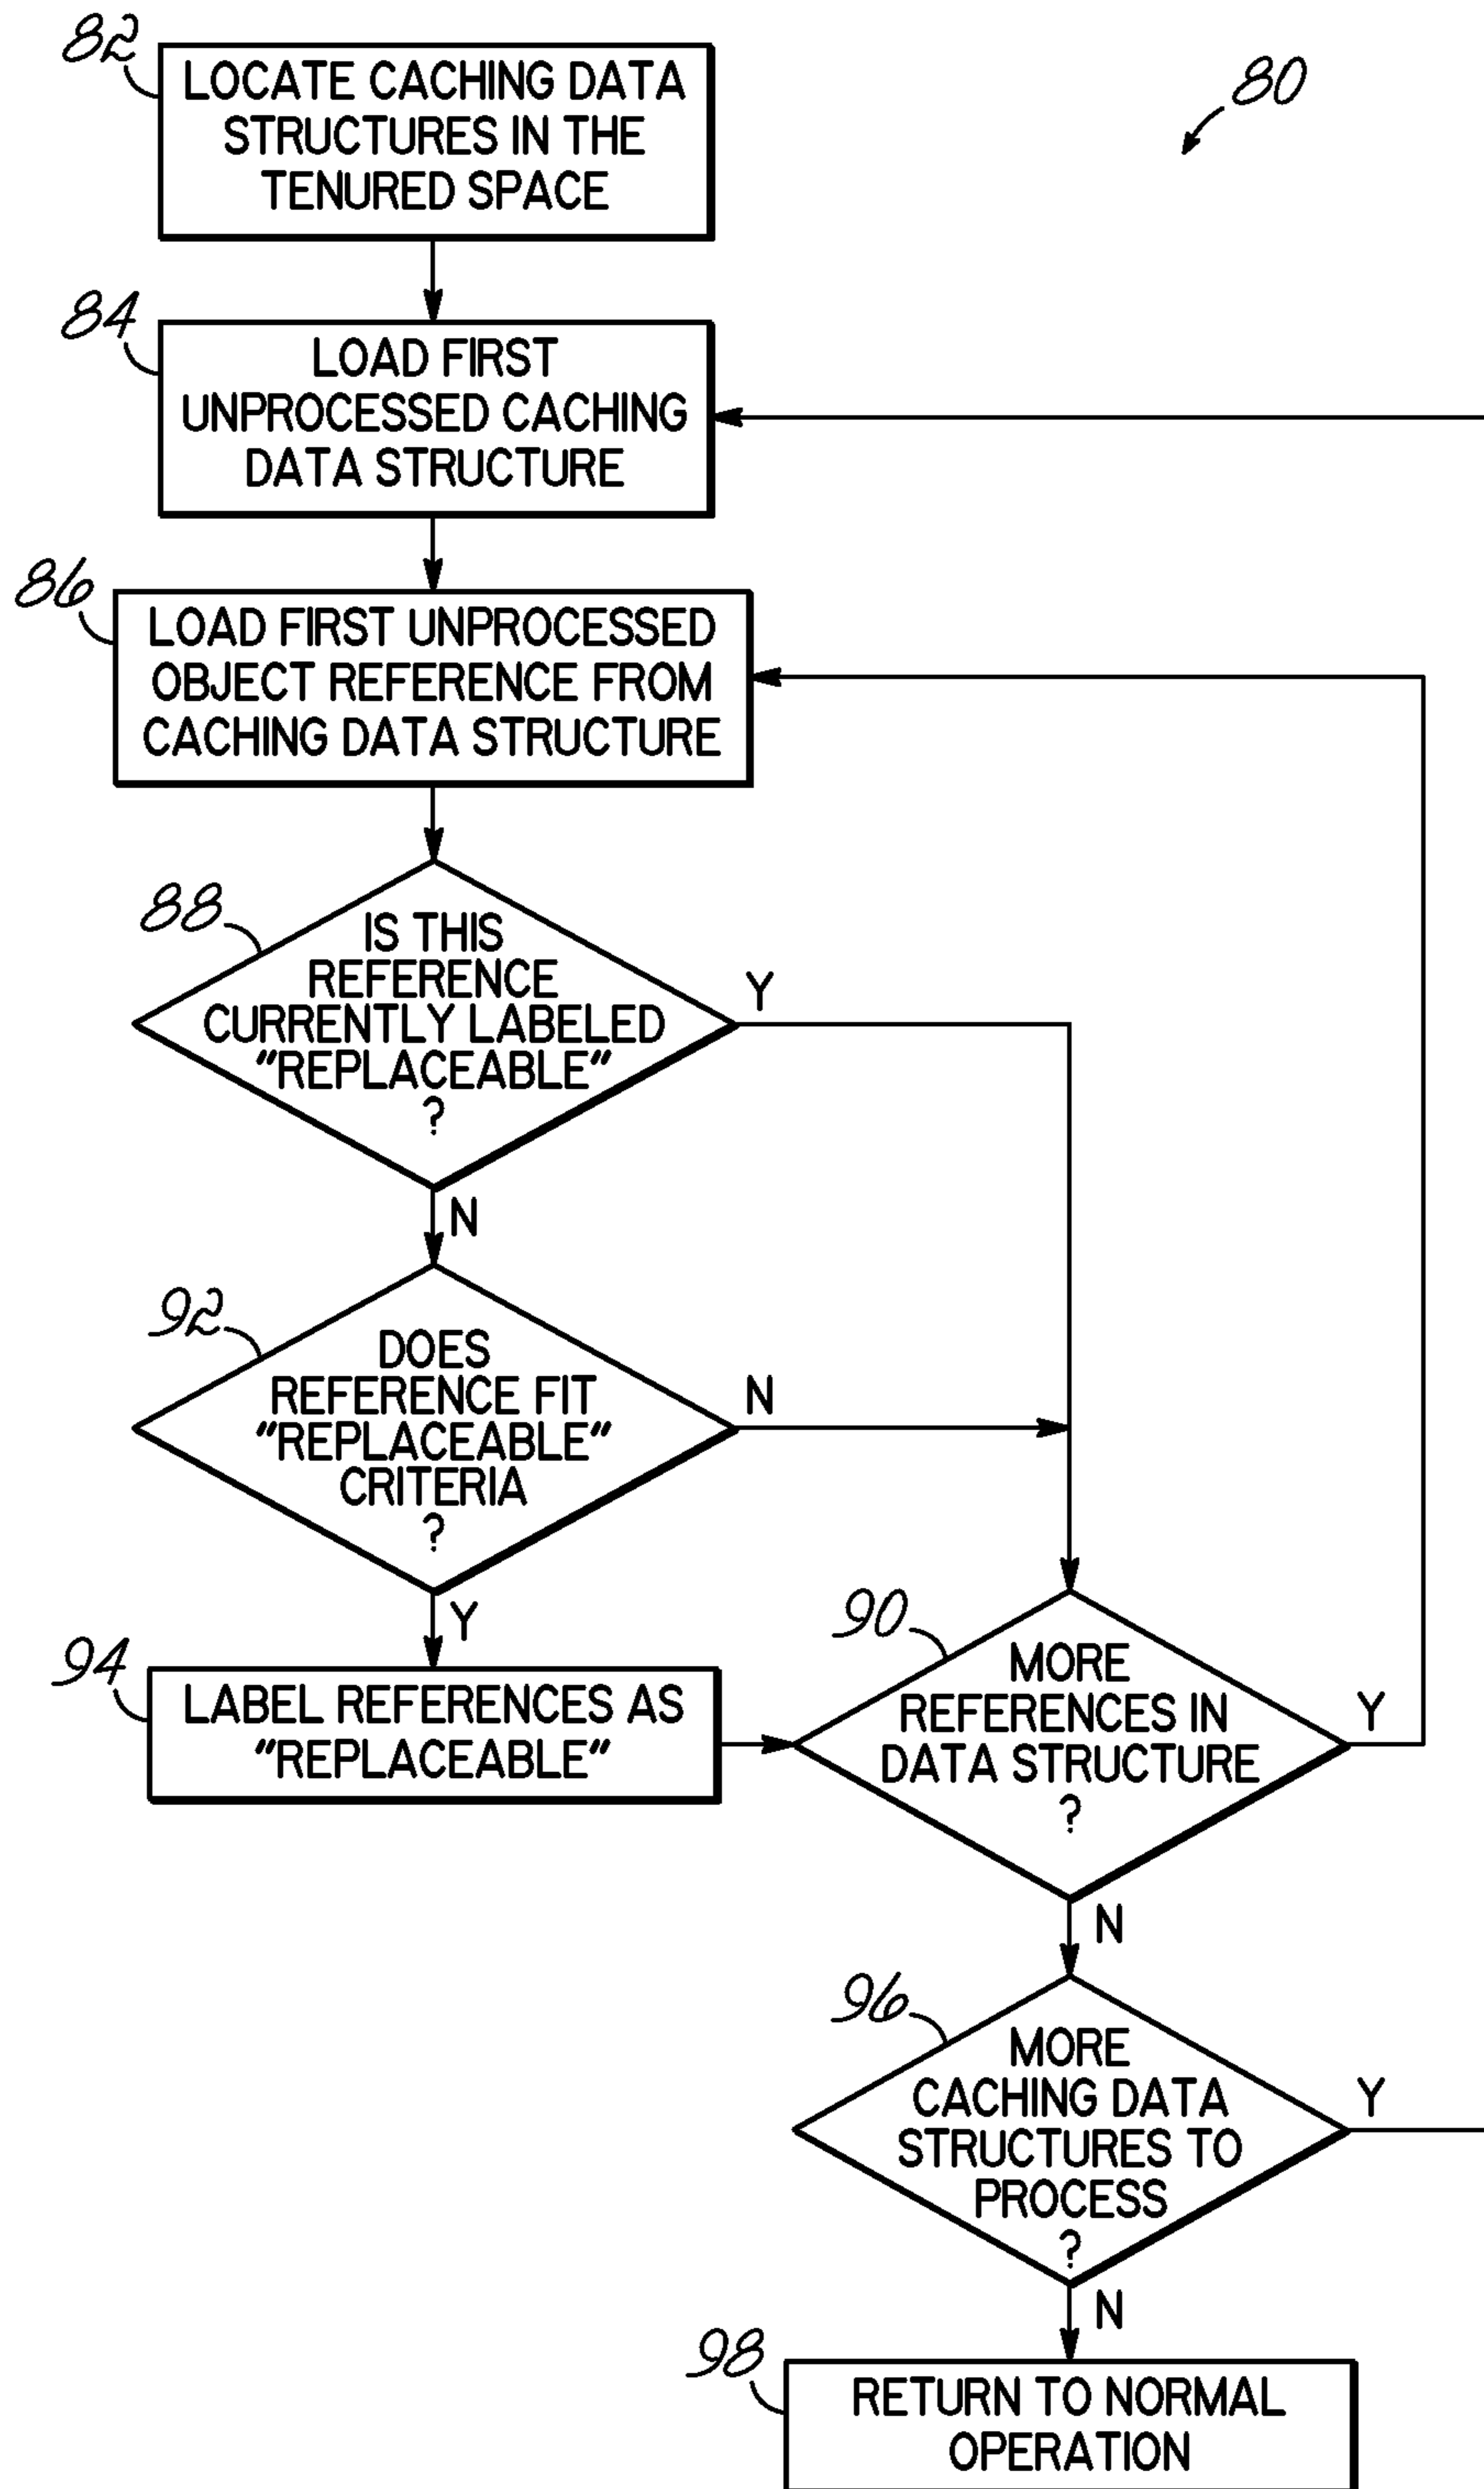 82
LOCATE CACHING DATA
STRUCTURES IN THE
TENURED SPACE
80
84
LOAD FIRST
UNPROCESSED CACHING
DATA STRUCTURE
86
LOAD FIRST UNPROCESSED
OBJECT REFERENCE FROM
CACHING DATA STRUCTURE
88
IS THIS
REFERENCE
CURRENTLY LABELED
"REPLACEABLE"
?
Y
N
92
DOES
REFERENCE FIT
"REPLACEABLE"
CRITERIA
?
N
Y
94
LABEL REFERENCES AS
"REPLACEABLE"
90
MORE
REFERENCES IN
DATA STRUCTURE
?
Y
N
96
MORE
CACHING DATA
STRUCTURES TO
PROCESS
?
Y
N
98
RETURN TO NORMAL
OPERATION